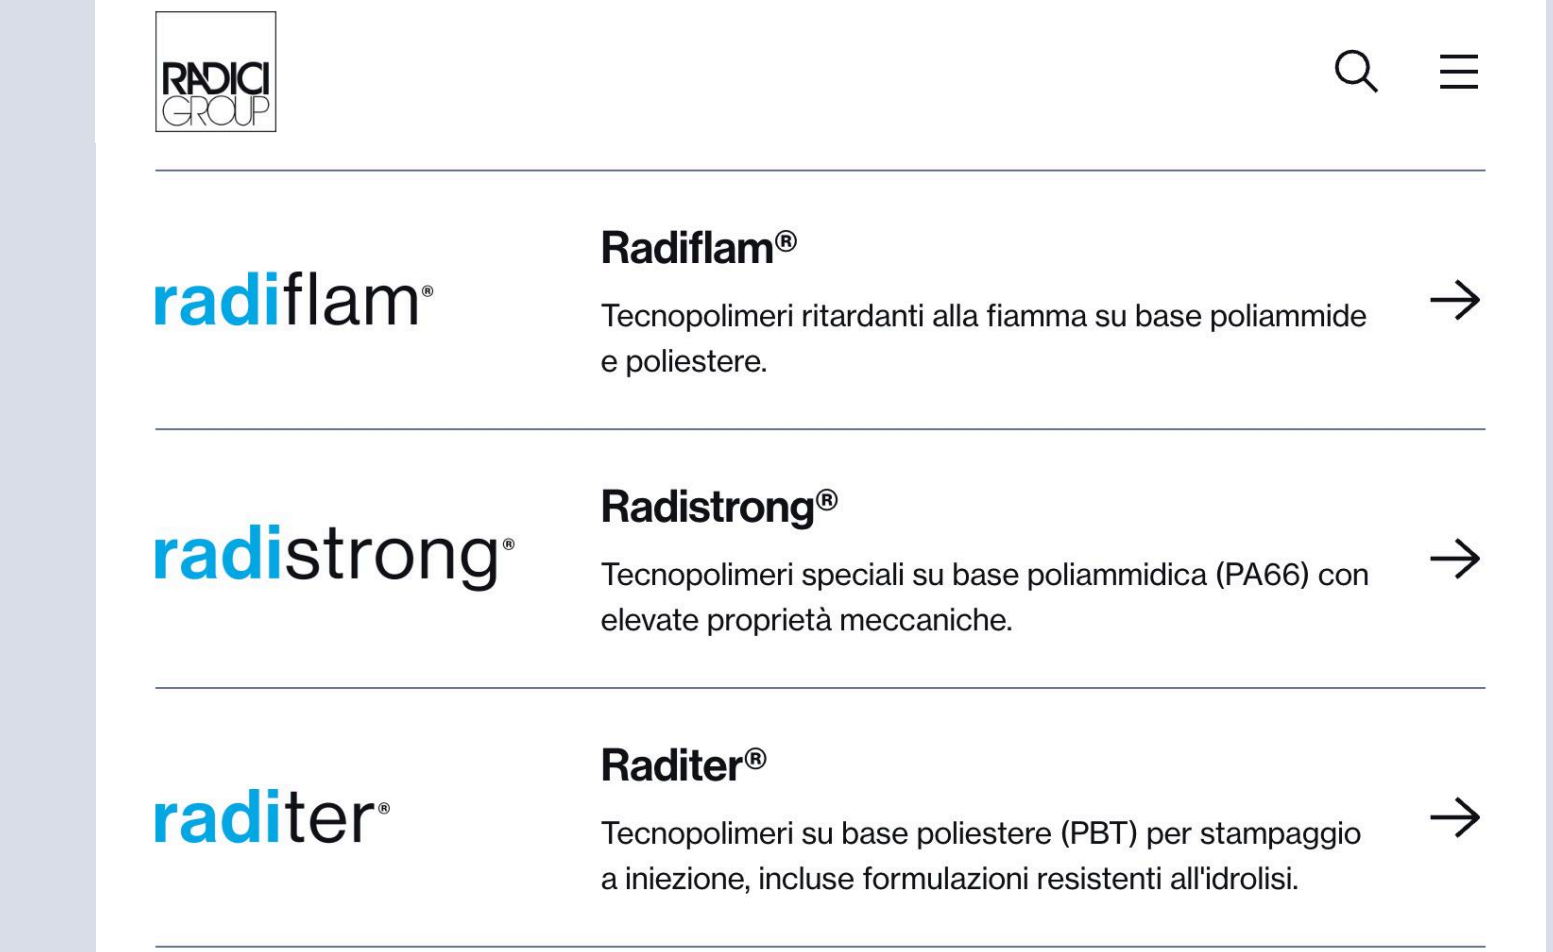 RADICI
GROUP
radiflam®
Radiflam®
Tecnopolimeri ritardanti alla fiamma su base poliammide
e poliestere.
radistrong®
Radistrong®
Tecnopolimeri speciali su base poliammidica (PA66) con
elevate proprietà meccaniche.
raditer®
Raditer®
Tecnopolimeri su base poliestere (PBT) per stampaggio
a iniezione, incluse formulazioni resistenti all'idrolisi.